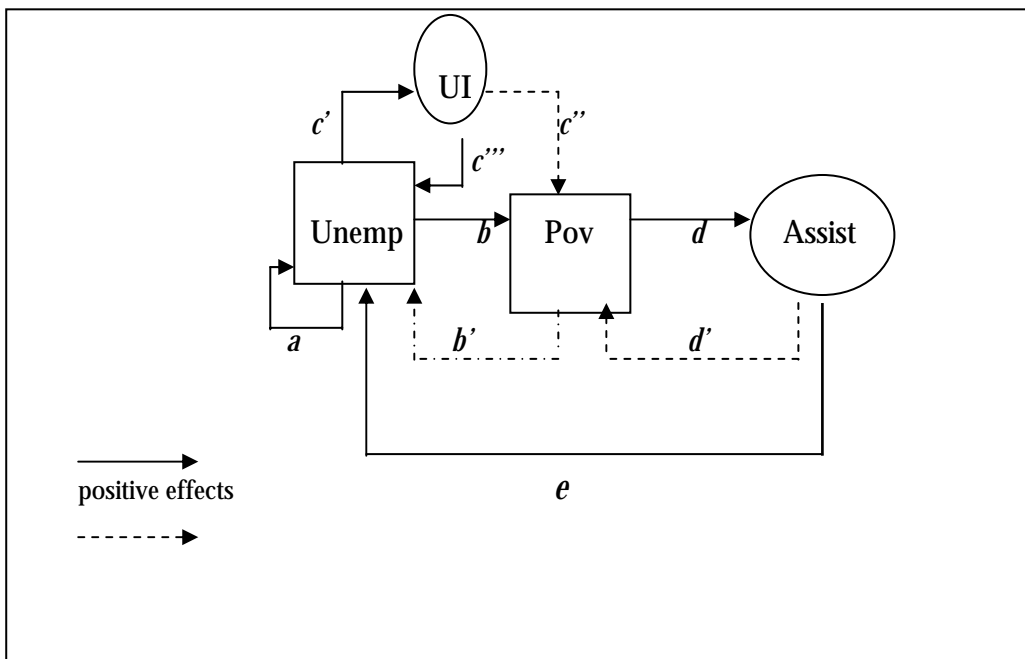 UI
c’
c’’
c’’’
Unemp
b
Pov
d
Assist
a
b’
d’
e
positive effects